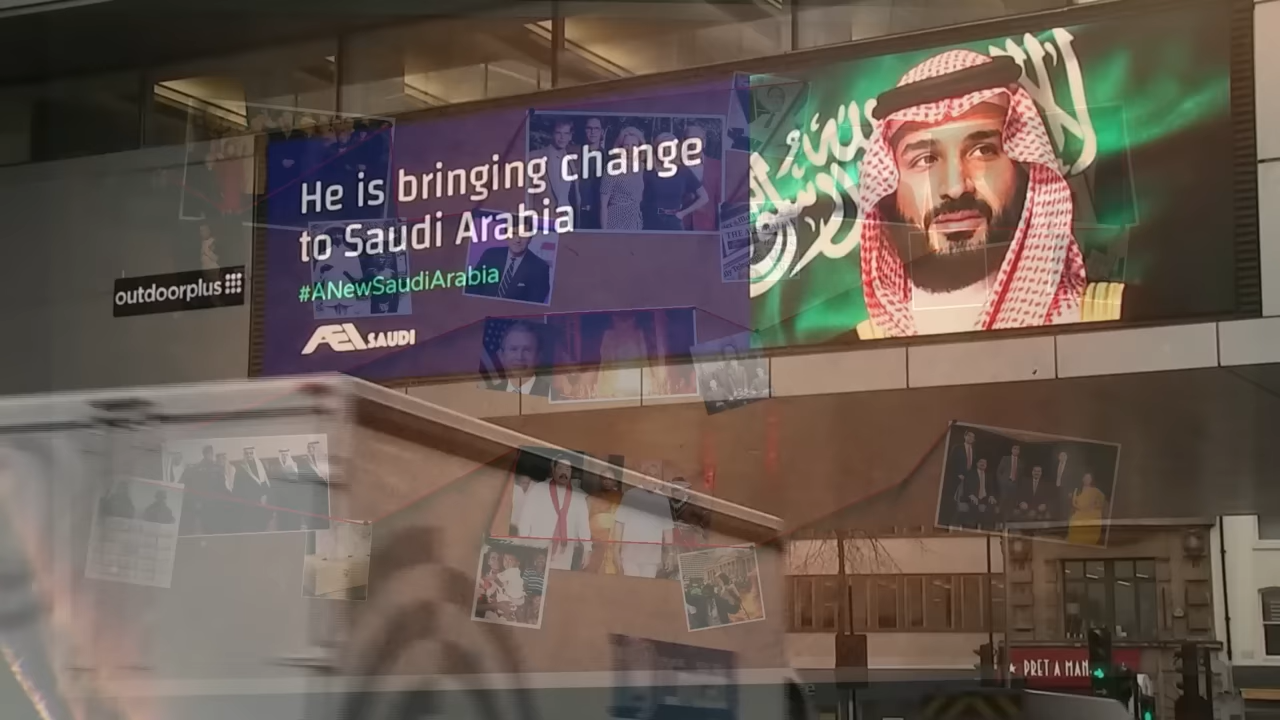 He is bringing change
to Saudi Arabia
#ANewSaudiArabia
AEI SAUDI
outdoorplus
PRET A MAN